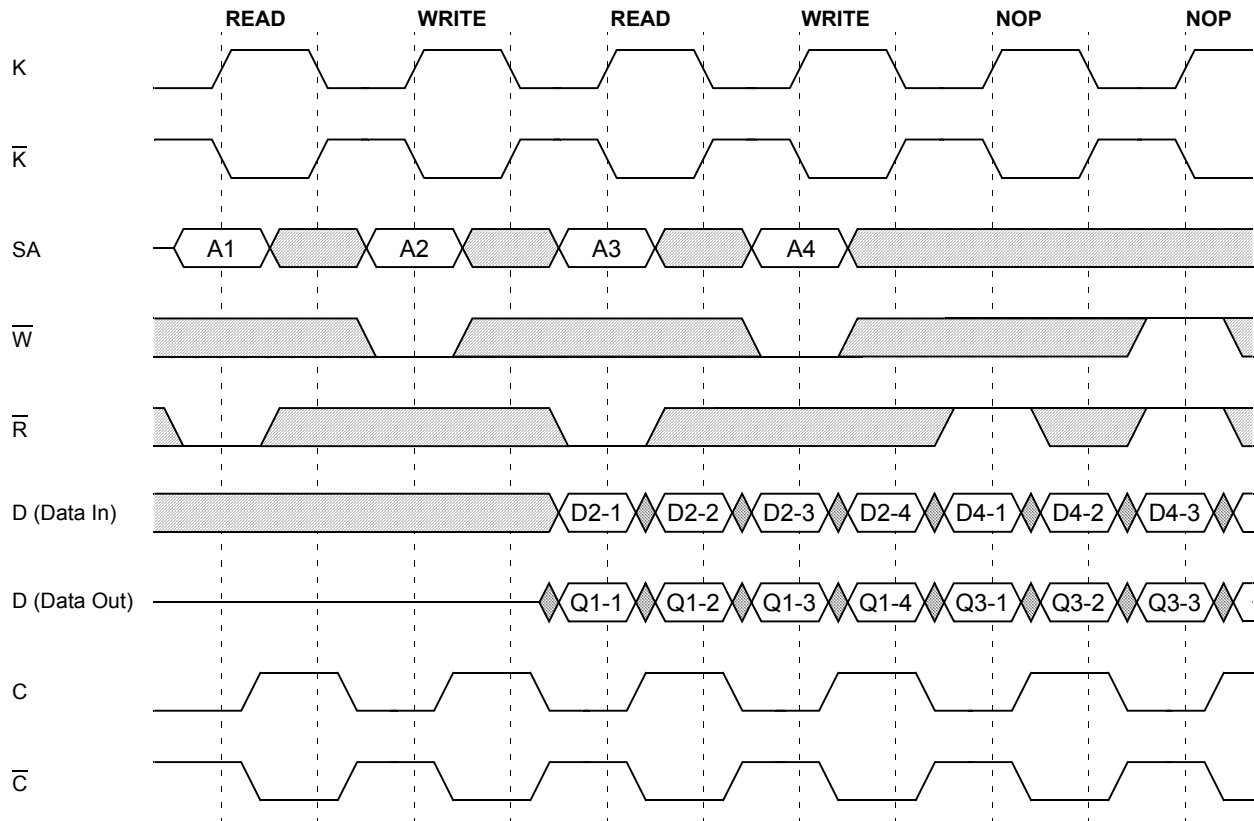 READ WRITE READ WRITE NOP NOP
K
K̅
SA A1 A2 A3 A4
W̅
R̅
D (Data In) D2-1 D2-2 D2-3 D2-4 D4-1 D4-2 D4-3
D (Data Out) Q1-1 Q1-2 Q1-3 Q1-4 Q3-1 Q3-2 Q3-3
C
C̅